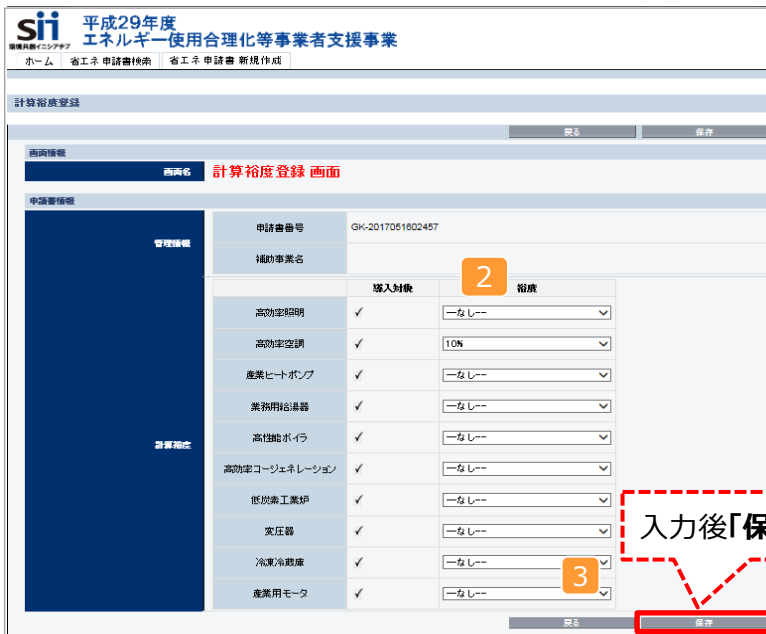 sii 平成29年度
環境共創イニシアチブ エネルギー使用合理化等事業者支援事業
ホーム 省エネ 申請書検索 省エネ 申請書 新規作成
計算裕度登録
戻る 保存
画面情報
画面名 計算裕度登録 画面
申請書情報
管理情報
申請書番号 GK-2017051602457
補助事業名
2
導入対象 裕度
高効率照明 ✓ --なし--
高効率空調 ✓ 10%
産業ヒートポンプ ✓ --なし--
業務用給湯器 ✓ --なし--
高性能ボイラ ✓ --なし--
計算裕度
高効率コージェネレーション ✓ --なし--
低炭素工業炉 ✓ --なし--
変圧器 ✓ --なし--
入力後「保
冷凍冷蔵庫 ✓ --なし--
3
産業用モータ ✓ --なし--
戻る 保存